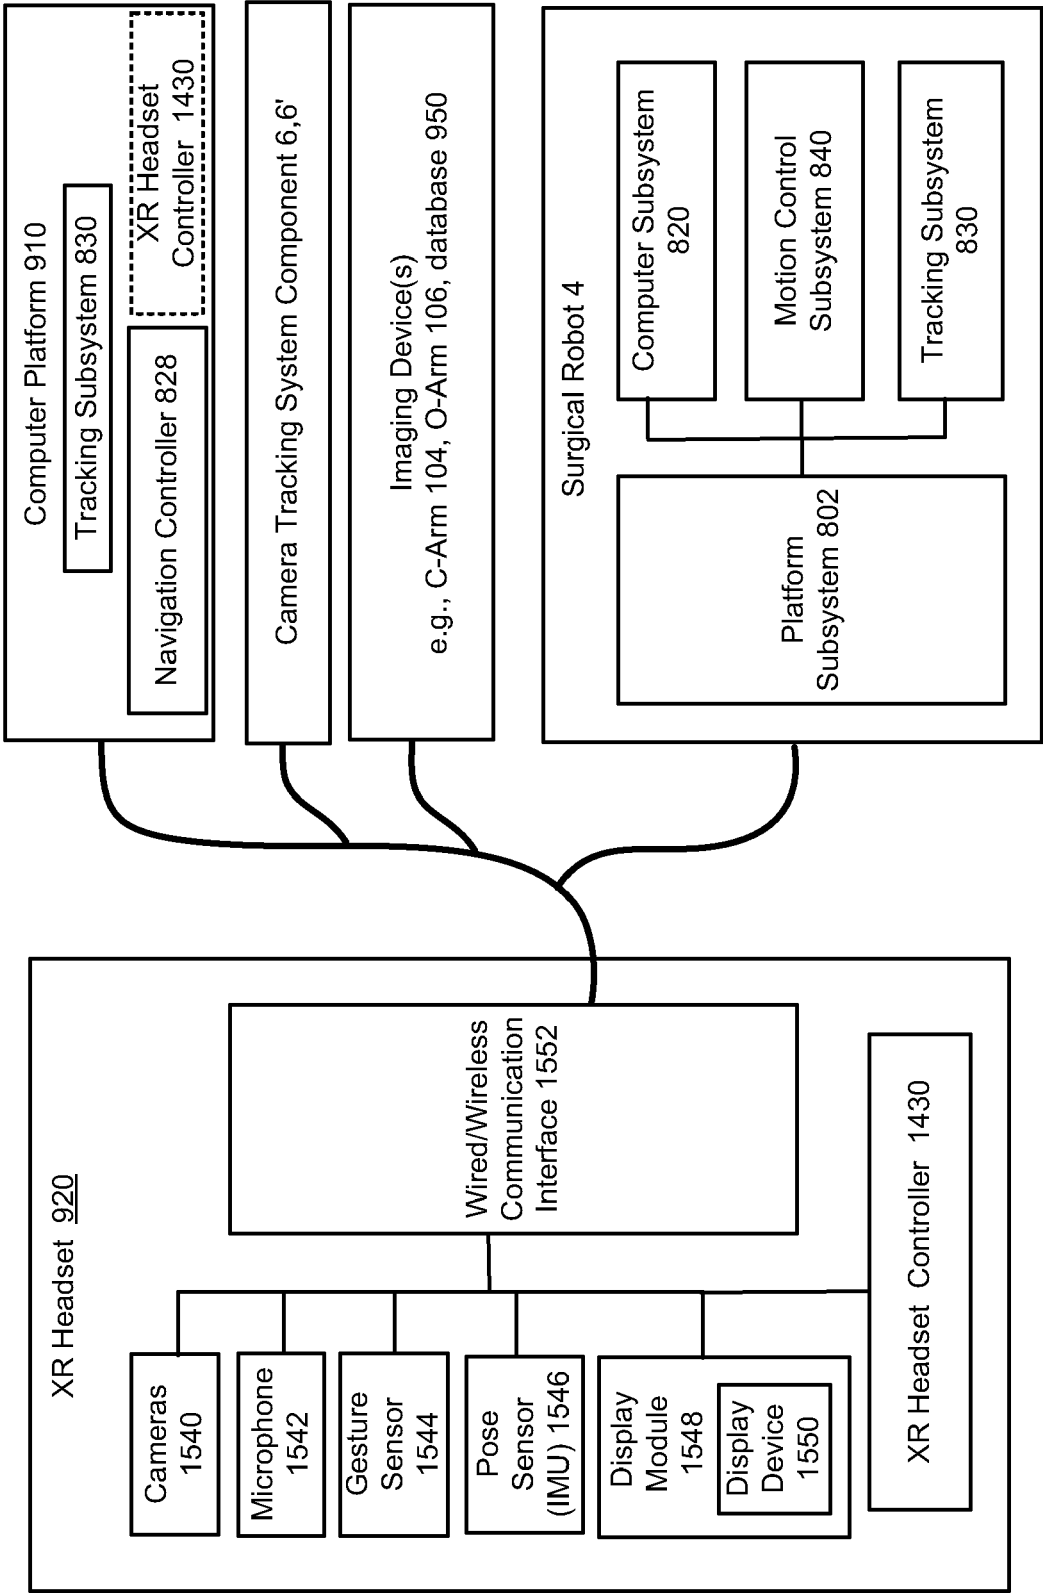 XR Headset 920
Cameras
1540
Microphone
1542
Gesture
Sensor
1544
Pose
Sensor
(IMU) 1546
Display
Module
1548
Display
Device
1550
Wired/Wireless
Communication
Interface 1552
XR Headset Controller 1430
Computer Platform 910
Tracking Subsystem 830
Navigation Controller 828
XR Headset
Controller 1430
Camera Tracking System Component 6,6'
Imaging Device(s)
e.g., C-Arm 104, O-Arm 106, database 950
Surgical Robot 4
Platform
Subsystem 802
Computer Subsystem
820
Motion Control
Subsystem 840
Tracking Subsystem
830